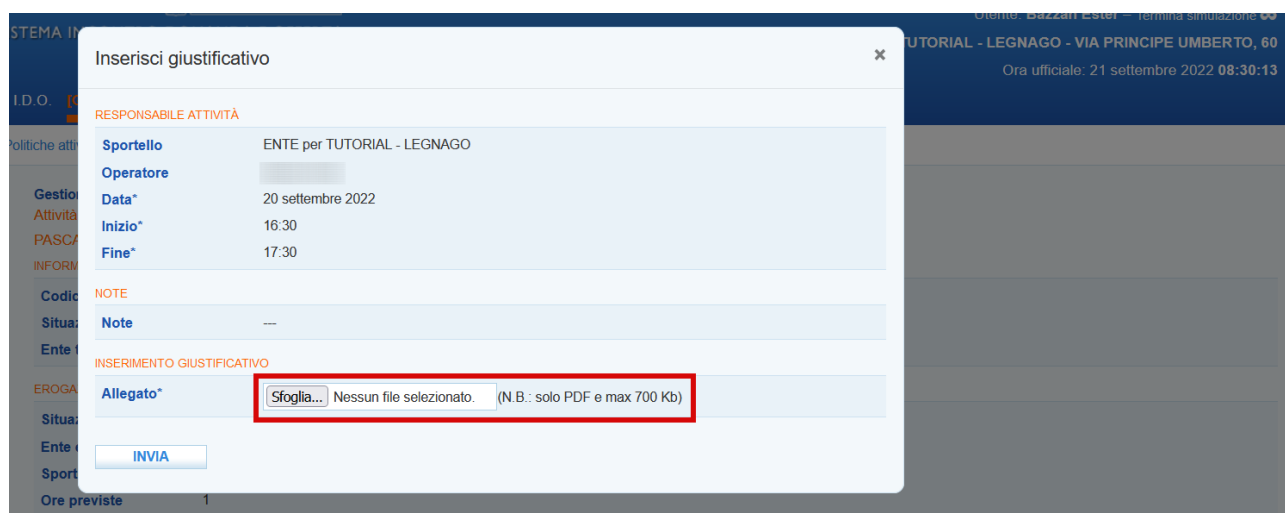 Utente: Bazzan Ester – Termina simulazione
STEMA IN
TUTORIAL - LEGNAGO - VIA PRINCIPE UMBERTO, 60
Ora ufficiale: 21 settembre 2022 08:30:13
I.D.O.
Politiche atti
Inserisci giustificativo
×
RESPONSABILE ATTIVITÀ
Sportello ENTE per TUTORIAL - LEGNAGO
Operatore
Data* 20 settembre 2022
Inizio* 16:30
Fine* 17:30
NOTE
Note ---
INSERIMENTO GIUSTIFICATIVO
Allegato* Sfoglia... Nessun file selezionato. (N.B.: solo PDF e max 700 Kb)
INVIA
Gestion
Attività
PASCA
INFORM
Codic
Situaz
Ente t
EROGA
Situaz
Ente e
Sport
Ore previste 1